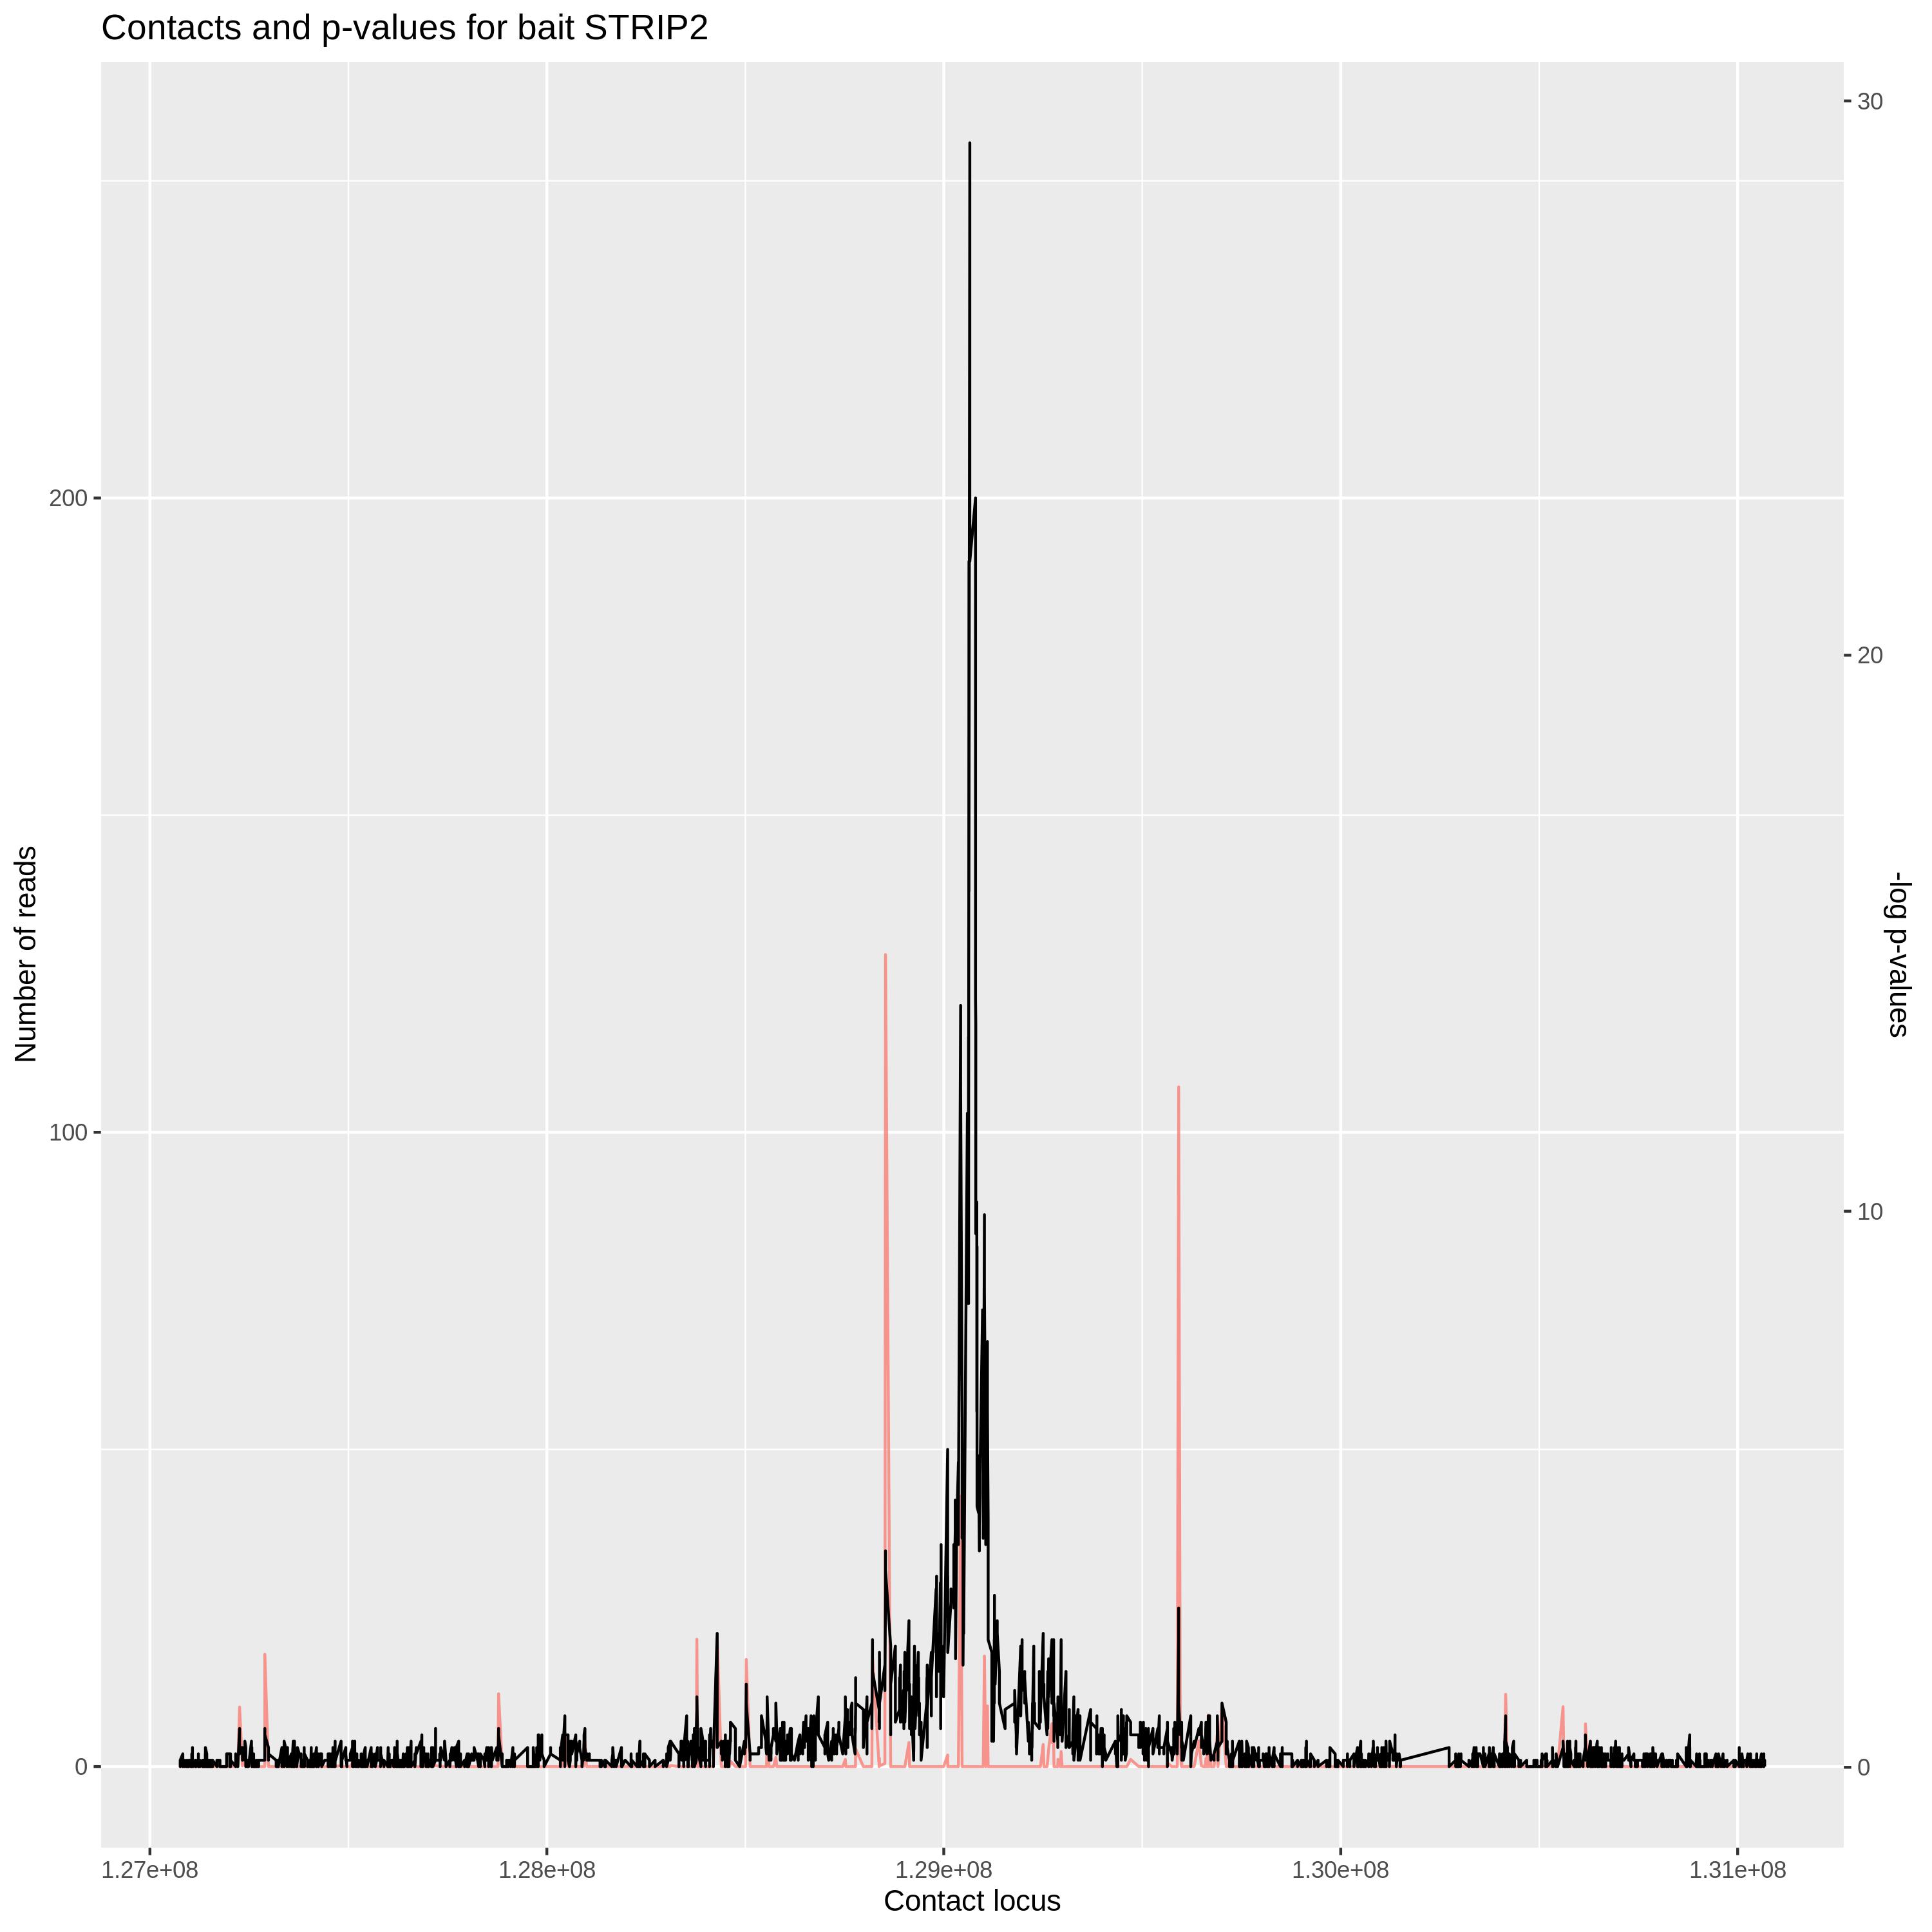 Contacts and p-values for bait STRIP2
30
200
20
Number of reads
-log p-values
100
10
0
0
1.27e+08
1.28e+08
1.29e+08
1.30e+08
1.31e+08
Contact locus